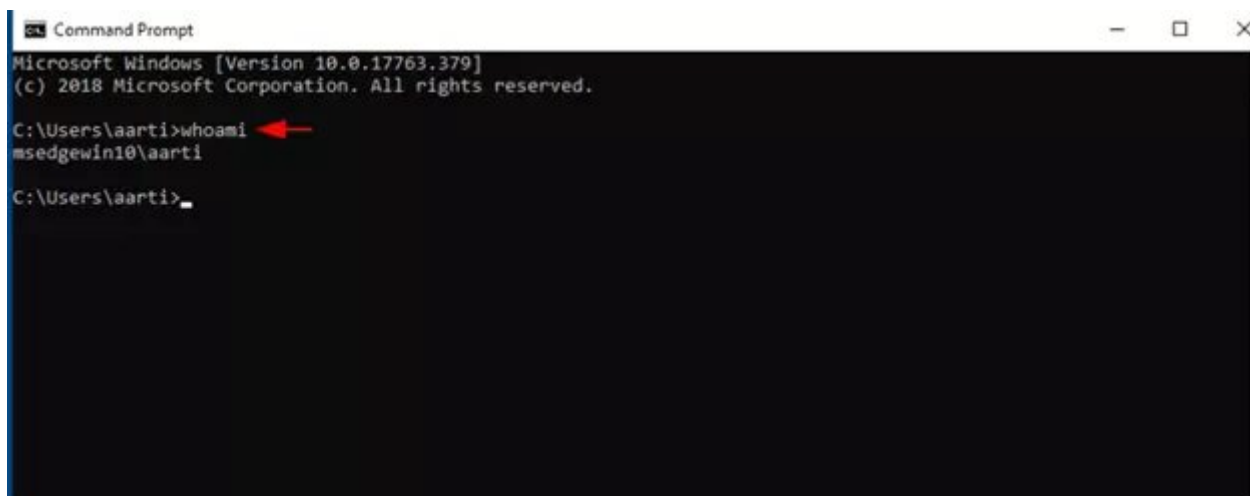 Command Prompt
Microsoft Windows [Version 10.0.17763.379]
(c) 2018 Microsoft Corporation. All rights reserved.
C:\Users\aarti>whoami
msedgewin10\aarti
C:\Users\aarti>